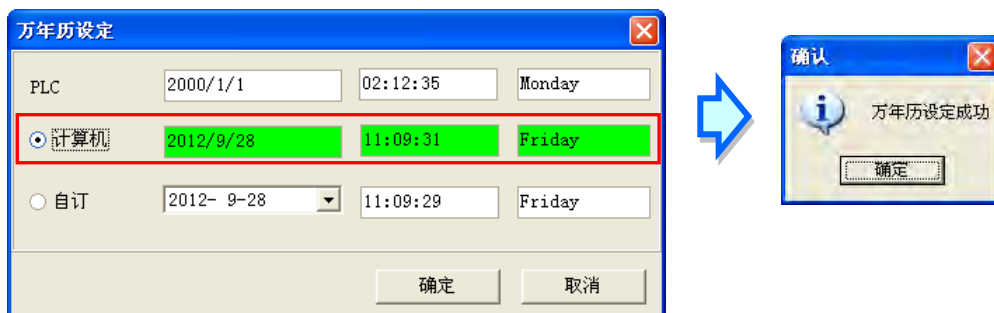 万年历设定
PLC 2000/1/1 02:12:35 Monday
计算机 2012/9/28 11:09:31 Friday
自订 2012- 9-28 11:09:29 Friday
确定 取消
确认
万年历设定成功
确定